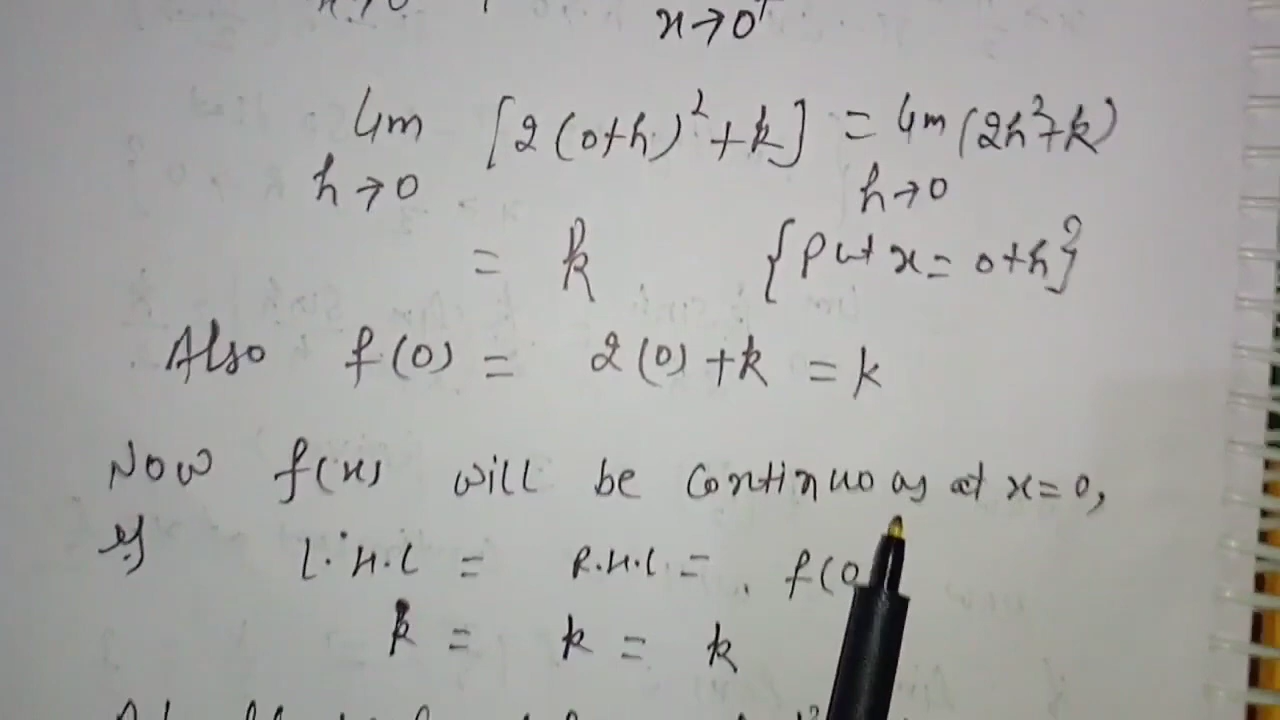 x→0⁺
lim [2(0+h)²+k] = lim (2h²+k)
h→0 h→0
= k {Put x = 0+h}
Also f(0) = 2(0)+k = k
Now f(x) will be continuous at x=0,
if L.H.L = R.H.L = f(0
k = k = k